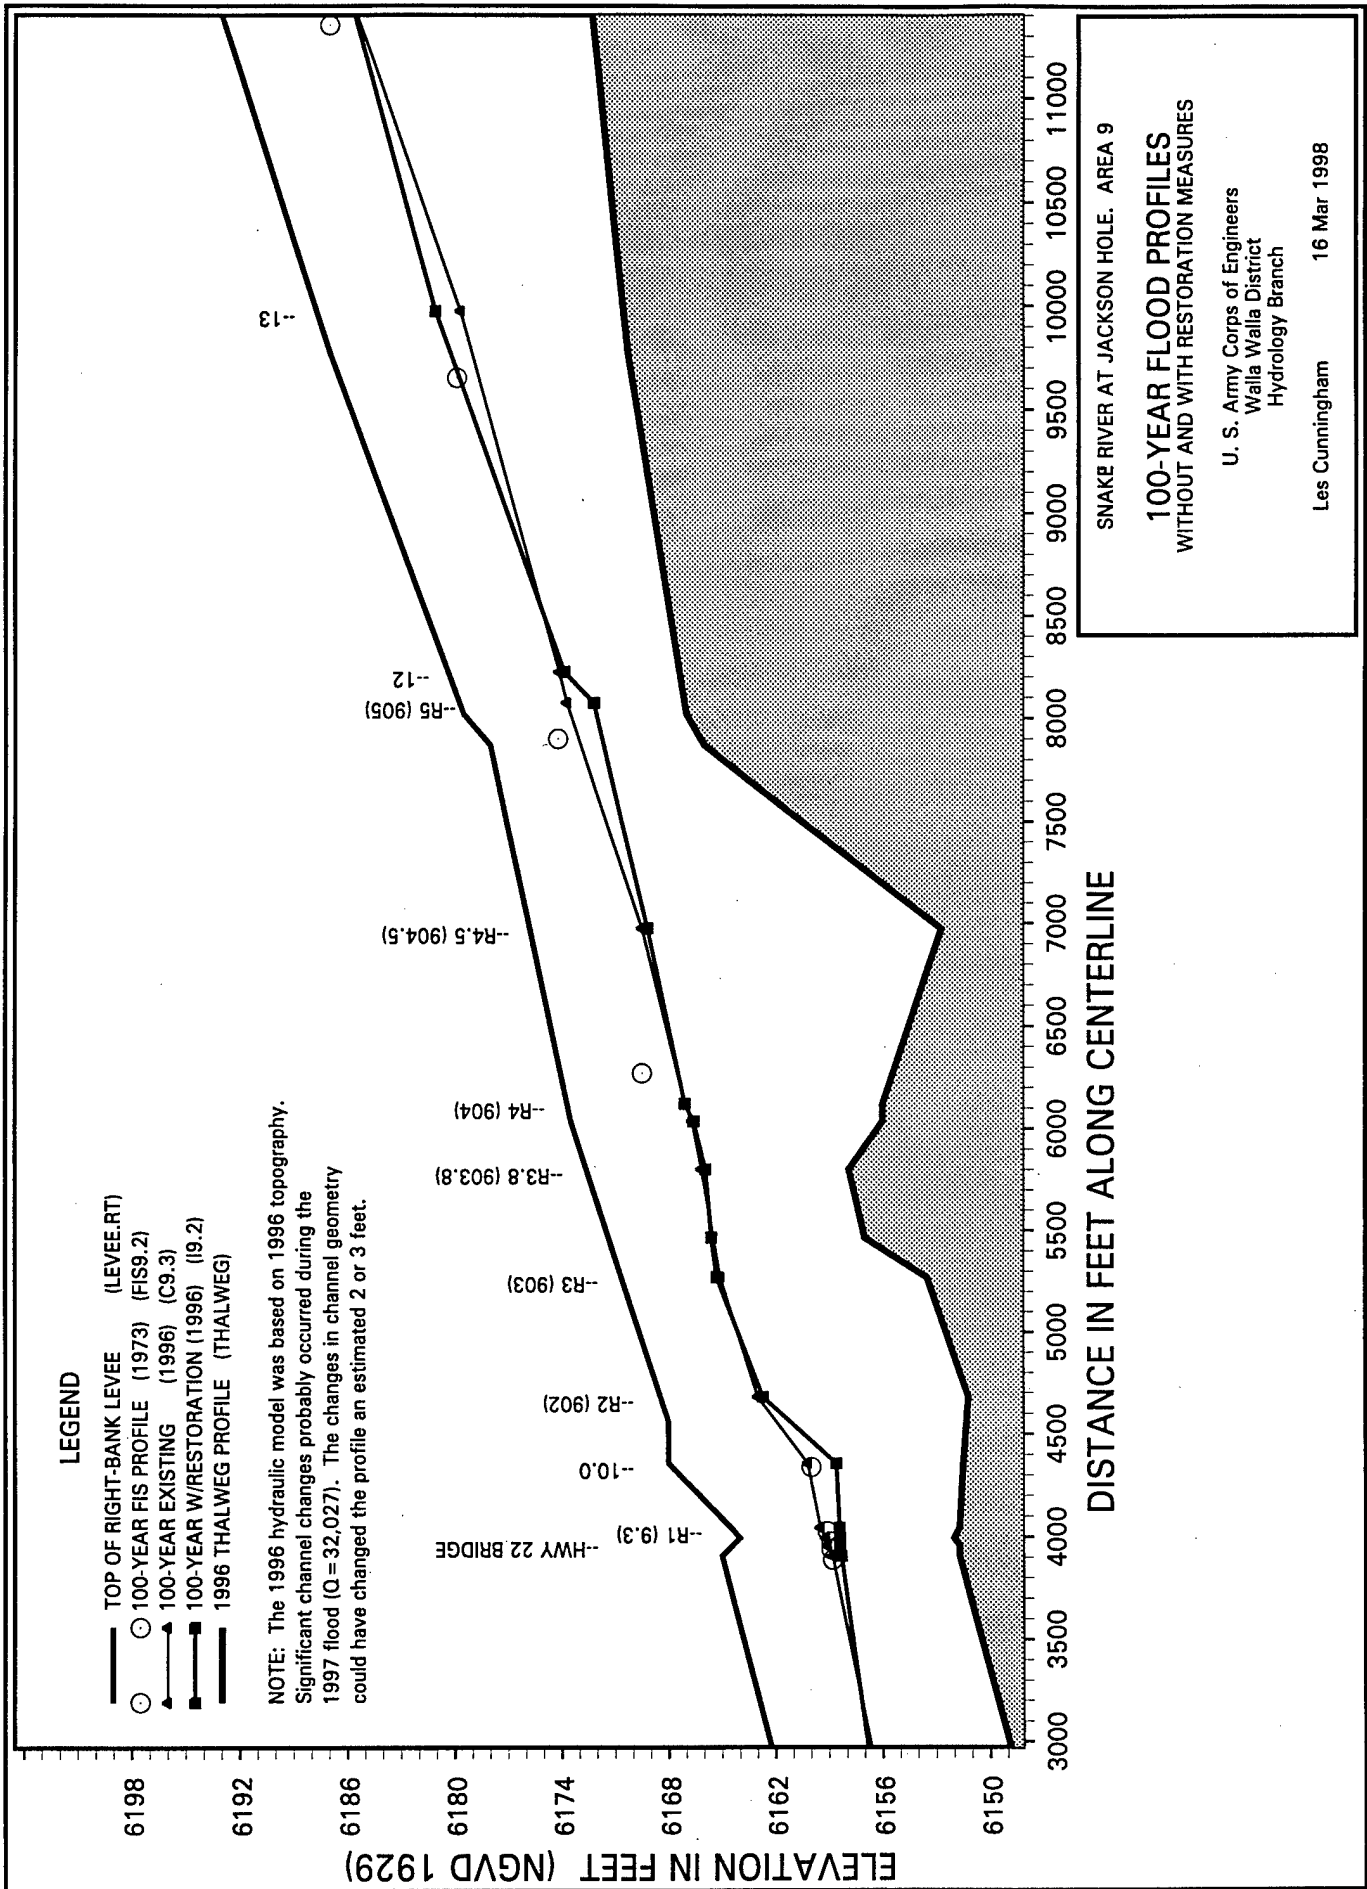 LEGEND
TOP OF RIGHT-BANK LEVEE (LEVEE.RT)
100-YEAR FIS PROFILE (1973) (FIS9.2)
100-YEAR EXISTING (1996) (C9.3)
100-YEAR W/RESTORATION (1996) (I9.2)
1996 THALWEG PROFILE (THALWEG)
NOTE: The 1996 hydraulic model was based on 1996 topography.
Significant channel changes probably occurred during the
1997 flood (Q = 32,027). The changes in channel geometry
could have changed the profile an estimated 2 or 3 feet.
--HWY 22 BRIDGE
--R1 (9.3)
--10.0
--R2 (902)
--R3 (903)
--R3.8 (903.8)
--R4 (904)
--R4.5 (904.5)
--R5 (905)
--12
--13
ELEVATION IN FEET (NGVD 1929)
6198
6192
6186
6180
6174
6168
6162
6156
6150
3000
3500
4000
4500
5000
5500
6000
6500
7000
7500
8000
8500
9000
9500
10000
10500
11000
DISTANCE IN FEET ALONG CENTERLINE
SNAKE RIVER AT JACKSON HOLE. AREA 9
100-YEAR FLOOD PROFILES
WITHOUT AND WITH RESTORATION MEASURES
U. S. Army Corps of Engineers
Walla Walla District
Hydrology Branch
Les Cunningham 16 Mar 1998